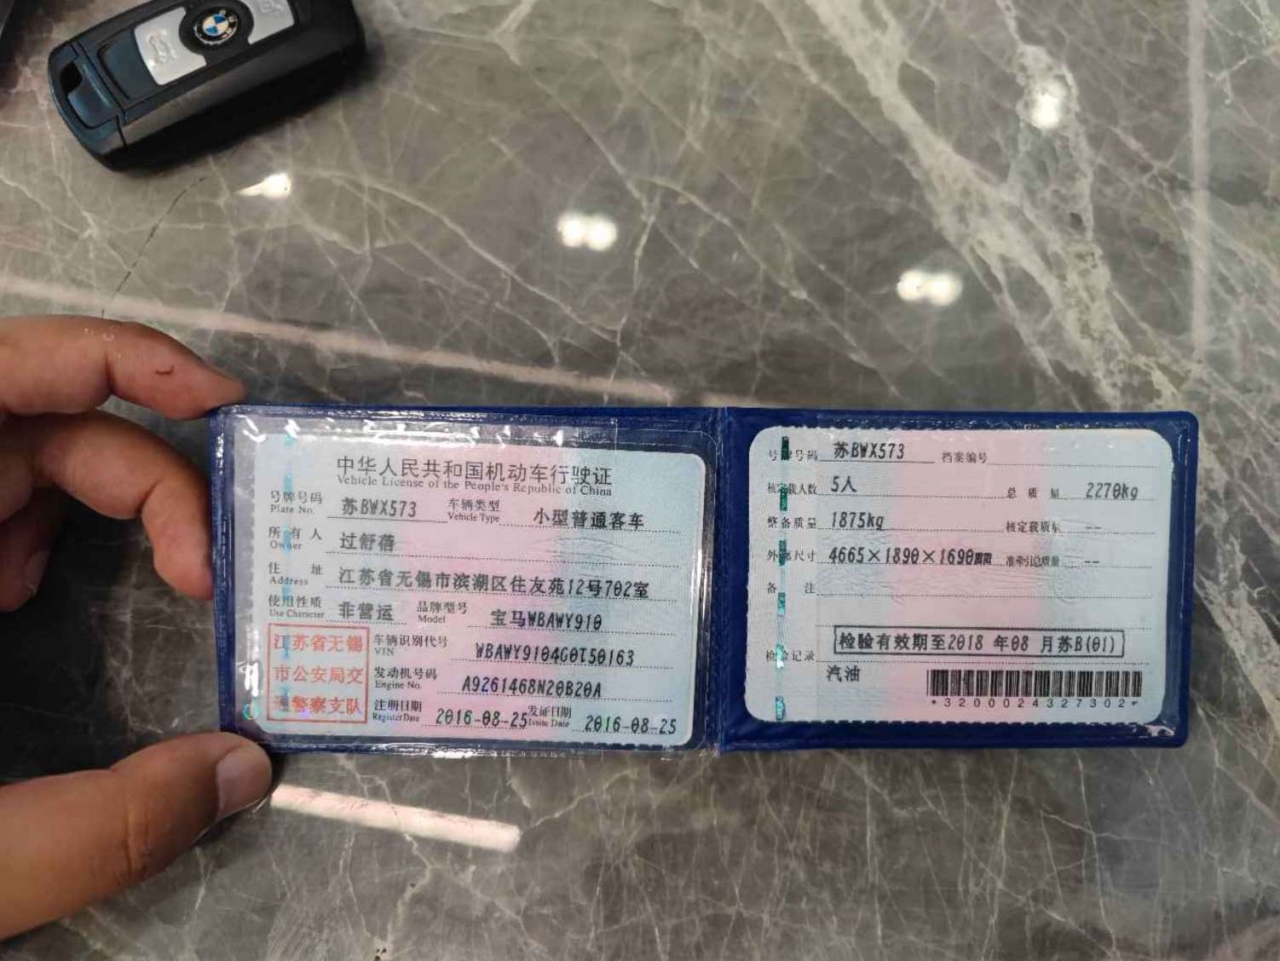 中华人民共和国机动车行驶证
Vehicle License of the People's Republic of China
号牌号码 苏BWX573 车辆类型 小型普通客车
Plate No. Vehicle Type
所有人 过舒蓓
Owner
住址 江苏省无锡市滨湖区住友苑12号702室
Address
使用性质 非营运 品牌型号 宝马WBAWY910
Use Character Model
江苏省无锡
市公安局交
通警察支队
车辆识别代号 WBAWY9104G0T50163
VIN
发动机号码 A9261468N20B20A
Engine No.
注册日期 2016-08-25 发证日期 2016-08-25
Register Date Issue Date
号牌号码 苏BWX573 档案编号
核定载人数 5人 总质量 2270kg
整备质量 1875kg 核定载质量 --
外廓尺寸 4665×1890×1690 准牵引总质量 --
备注
检验有效期至2018年08月苏B(01)
检验记录
汽油
*3200024327302*
BMW